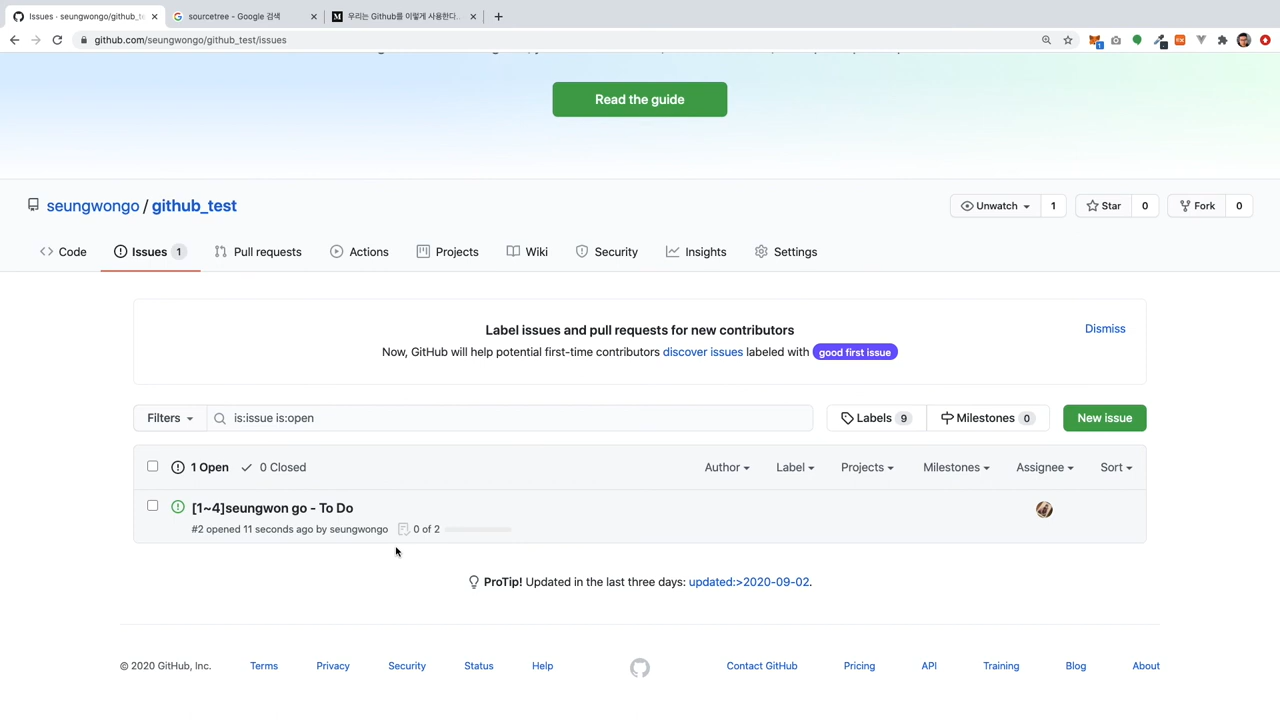 Issues · seungwongo/github_te
sourcetree - Google 검색
우리는 Github를 이렇게 사용한다..
github.com/seungwongo/github_test/issues
Read the guide
seungwongo / github_test
Unwatch 1
Star 0
Fork 0
Code
Issues 1
Pull requests
Actions
Projects
Wiki
Security
Insights
Settings
Label issues and pull requests for new contributors
Dismiss
Now, GitHub will help potential first-time contributors discover issues labeled with good first issue
Filters
is:issue is:open
Labels 9
Milestones 0
New issue
1 Open
0 Closed
Author
Label
Projects
Milestones
Assignee
Sort
[1~4]seungwon go - To Do
#2 opened 11 seconds ago by seungwongo
0 of 2
ProTip! Updated in the last three days: updated:>2020-09-02.
© 2020 GitHub, Inc.
Terms
Privacy
Security
Status
Help
Contact GitHub
Pricing
API
Training
Blog
About